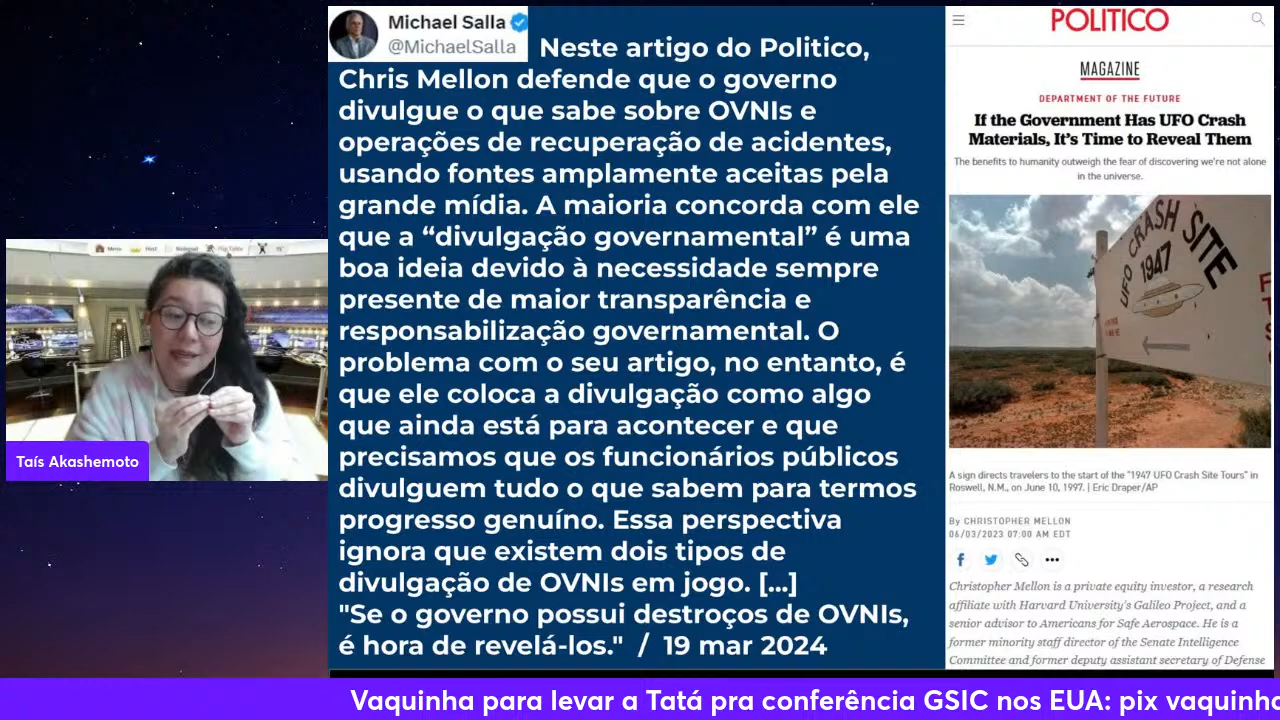 Michael Salla
@MichaelSalla
Neste artigo do Politico,
Chris Mellon defende que o governo
divulgue o que sabe sobre OVNIs e
operações de recuperação de acidentes,
usando fontes amplamente aceitas pela
grande mídia. A maioria concorda com ele
que a “divulgação governamental” é uma
boa ideia devido à necessidade sempre
presente de maior transparência e
responsabilização governamental. O
problema com o seu artigo, no entanto, é
que ele coloca a divulgação como algo
que ainda está para acontecer e que
precisamos que os funcionários públicos
divulguem tudo o que sabem para termos
progresso genuíno. Essa perspectiva
ignora que existem dois tipos de
divulgação de OVNIs em jogo. [...]
"Se o governo possui destroços de OVNIs,
é hora de revelá-los." / 19 mar 2024
POLITICO
MAGAZINE
DEPARTMENT OF THE FUTURE
If the Government Has UFO Crash
Materials, It’s Time to Reveal Them
The benefits to humanity outweigh the fear of discovering we're not alone
in the universe.
UFO CRASH SITE
1947
A sign directs travelers to the start of the "1947 UFO Crash Site Tours" in
Roswell, N.M., on June 10, 1997. | Eric Draper/AP
By CHRISTOPHER MELLON
06/03/2023 07:00 AM EDT
Christopher Mellon is a private equity investor, a research
affiliate with Harvard University's Galileo Project, and a
senior advisor to Americans for Safe Aerospace. He is a
former minority staff director of the Senate Intelligence
Committee and former deputy assistant secretary of Defense
Menu
Host
Taís Akashemoto
Vaquinha para levar a Tatá pra conferência GSIC nos EUA: pix vaquinha